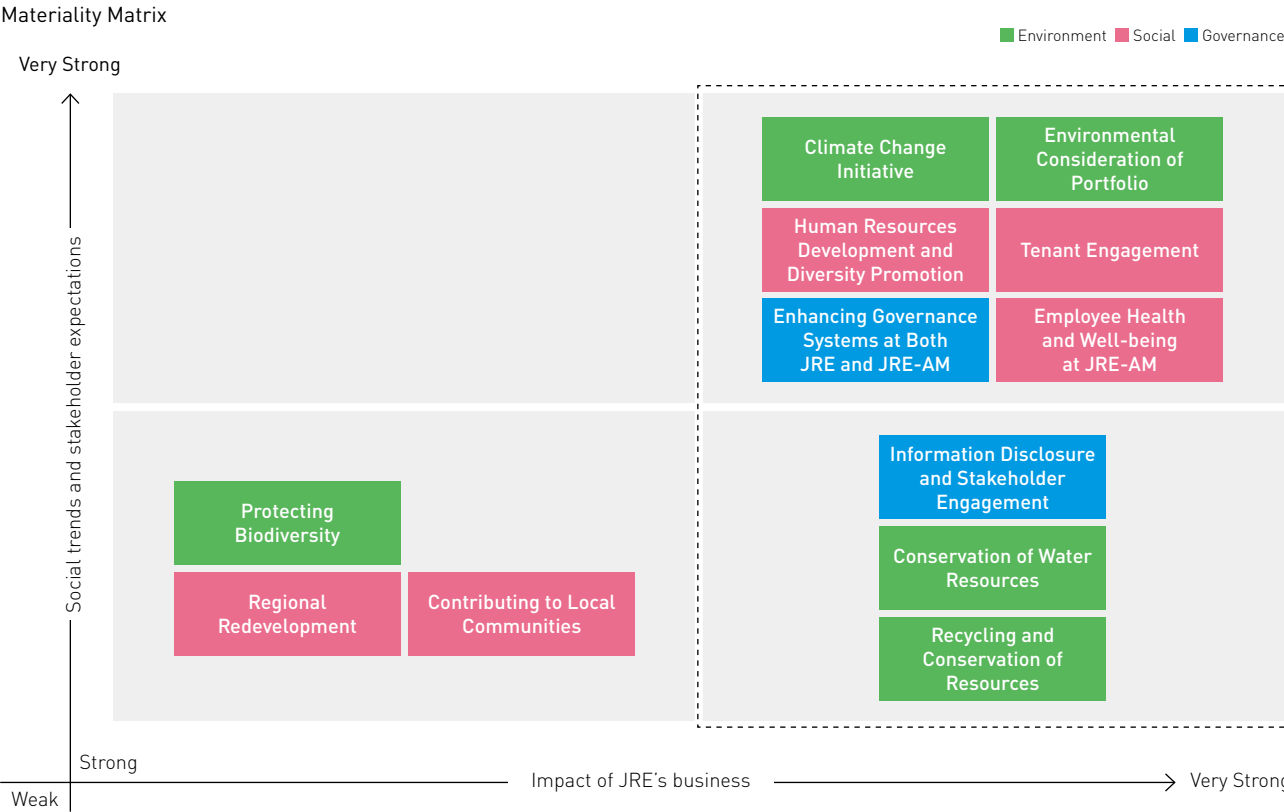 Materiality Matrix
Environment Social Governance
Very Strong
Social trends and stakeholder expectations
Climate Change
Initiative
Environmental
Consideration of
Portfolio
Human Resources
Development and
Diversity Promotion
Tenant Engagement
Enhancing Governance
Systems at Both
JRE and JRE-AM
Employee Health
and Well-being
at JRE-AM
Protecting
Biodiversity
Regional
Redevelopment
Contributing to Local
Communities
Information Disclosure
and Stakeholder
Engagement
Conservation of Water
Resources
Recycling and
Conservation of
Resources
Strong
Weak
Impact of JRE's business
Very Strong